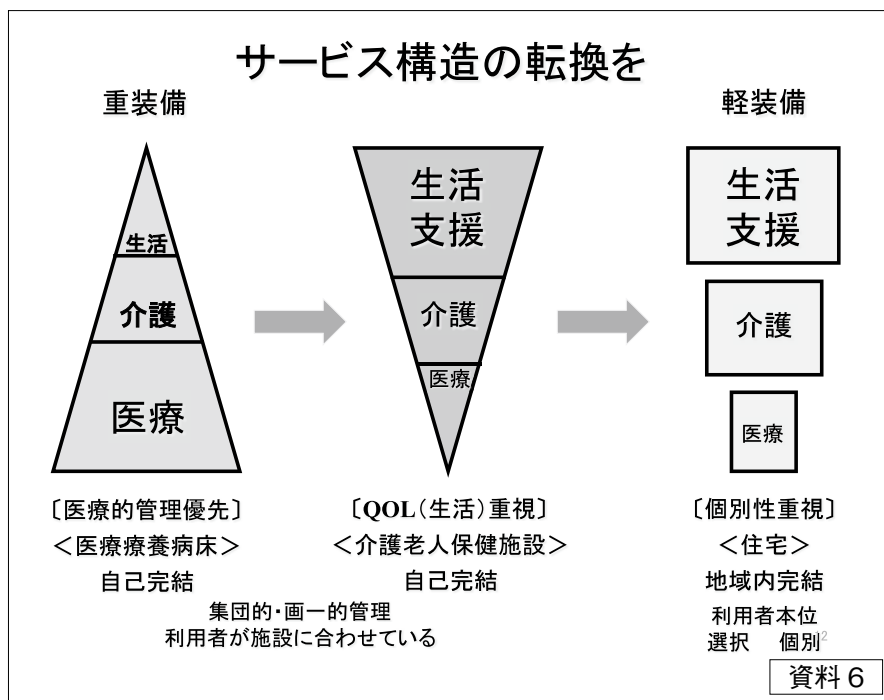 サービス構造の転換を
重装備
軽装備
生活
介護
医療
生活
支援
介護
医療
生活
支援
介護
医療
〔医療的管理優先〕
＜医療療養病床＞
自己完結
〔QOL（生活）重視〕
＜介護老人保健施設＞
自己完結
集団的・画一的管理
利用者が施設に合わせている
〔個別性重視〕
＜住宅＞
地域内完結
利用者本位
選択　個別
12
資料６